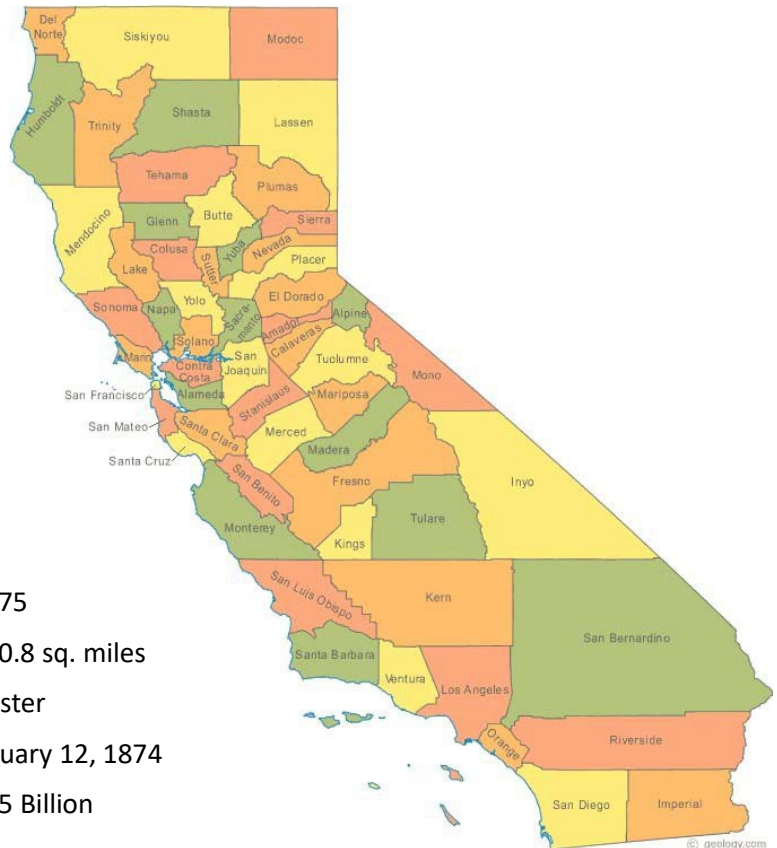 Del
Norte
Siskiyou
Modoc
Humboldt
Trinity
Shasta
Lassen
Tehama
Plumas
Mendocino
Glenn
Butte
Sierra
Yuba
Nevada
Colusa
Placer
Lake
Sutter
El Dorado
Sonoma
Napa
Yolo
Sacra-
manto
Alpine
Amador
Solano
Calaveras
Marin
Contra
Costa
San
Joaquin
Tuolumne
Mono
San Francisco
Alameda
Stanislaus
Mariposa
San Mateo
Santa Clara
Merced
Madera
Santa Cruz
San Benito
Fresno
Inyo
Monterey
Kings
Tulare
San Luis Obispo
Kern
San Bernardino
Santa Barbara
Ventura
Los Angeles
Orange
Riverside
San Diego
Imperial
75
0.8 sq. miles
ster
uary 12, 1874
5 Billion
© geology.com